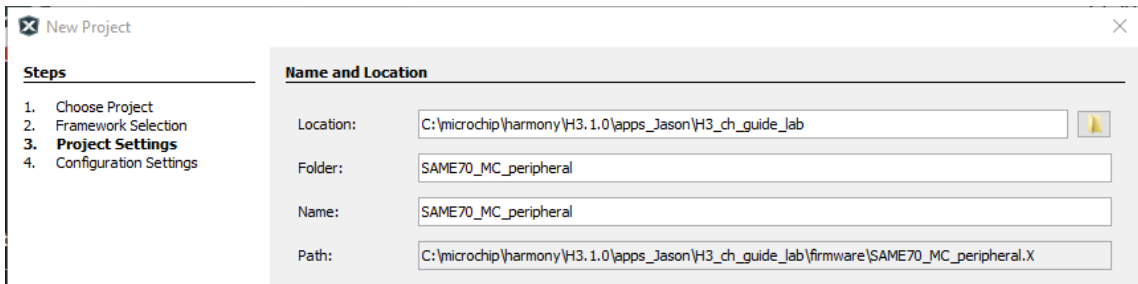 New Project
Steps
1. Choose Project
2. Framework Selection
3. Project Settings
4. Configuration Settings
Name and Location
Location: C:\microchip\harmony\H3.1.0\apps_Jason\H3_ch_guide_lab
Folder: SAME70_MC_peripheral
Name: SAME70_MC_peripheral
Path: C:\microchip\harmony\H3.1.0\apps_Jason\H3_ch_guide_lab\firmware\SAME70_MC_peripheral.X